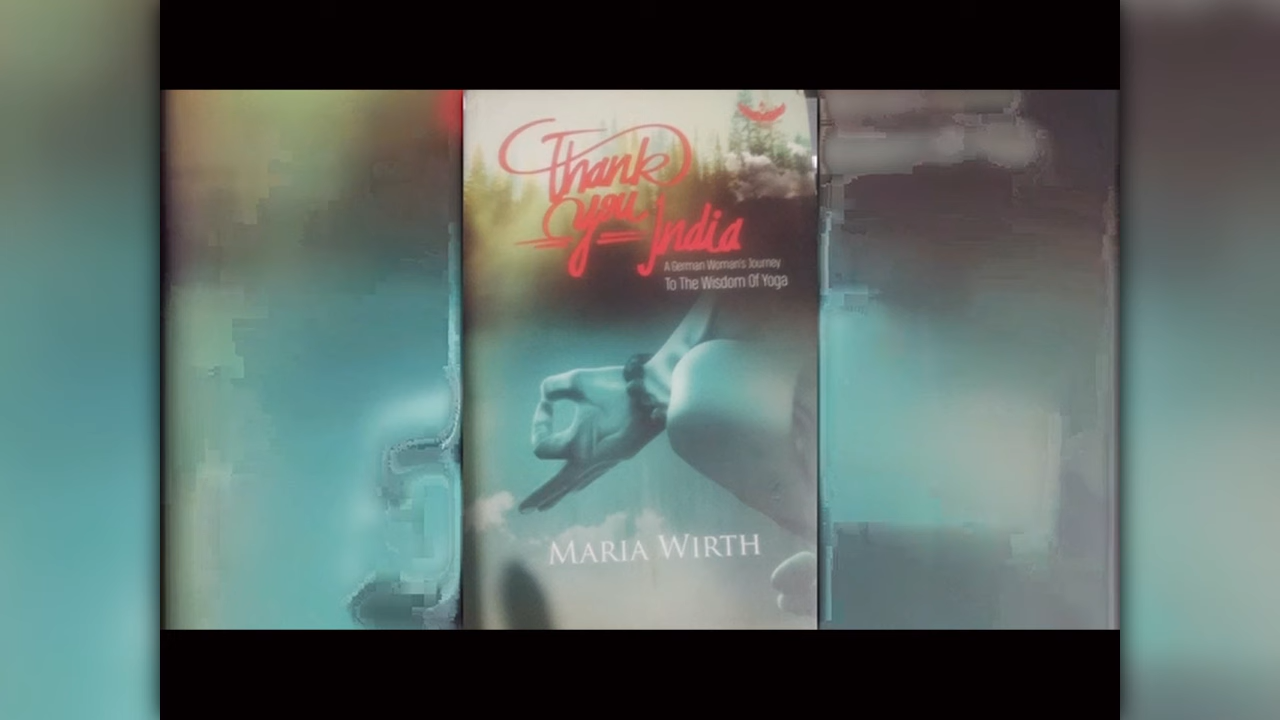 Thank
you India
A German Woman's Journey
To The Wisdom Of Yoga
MARIA WIRTH